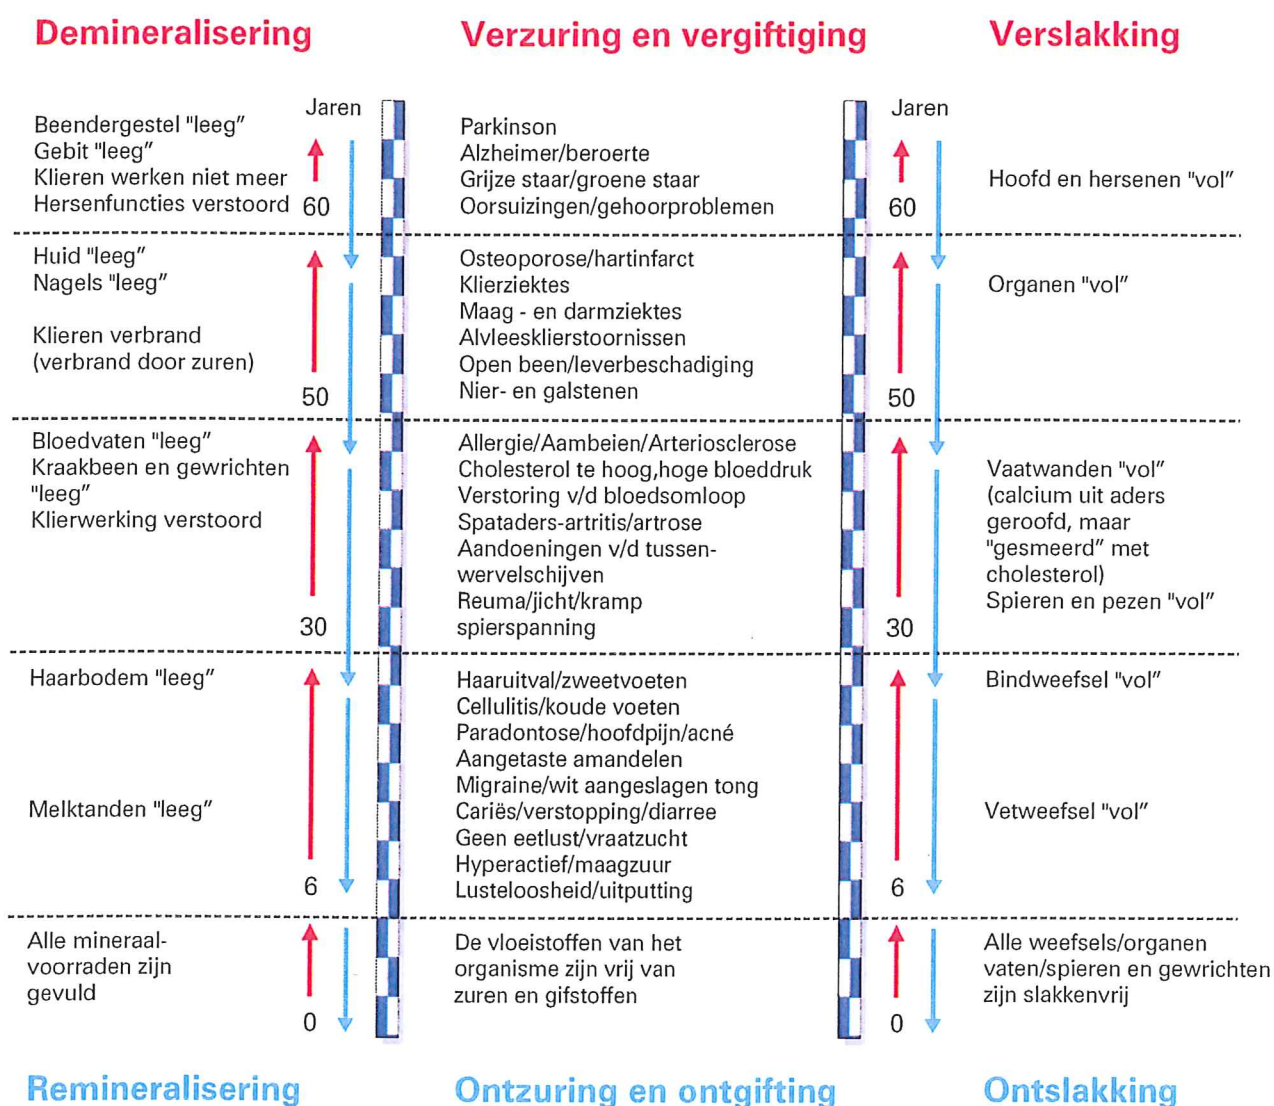 Demineralisering
Verzuring en vergiftiging
Verslakking
Jaren
Beendergestel "leeg"
Gebit "leeg"
Klieren werken niet meer
Hersenfuncties verstoord
60
Parkinson
Alzheimer/beroerte
Grijze staar/groene staar
Oorsuizingen/gehoorproblemen
Jaren
60
Hoofd en hersenen "vol"
Huid "leeg"
Nagels "leeg"
Klieren verbrand
(verbrand door zuren)
50
Osteoporose/hartinfarct
Klierziektes
Maag - en darmziektes
Alvleesklierstoornissen
Open been/leverbeschadiging
Nier- en galstenen
50
Organen "vol"
Bloedvaten "leeg"
Kraakbeen en gewrichten
"leeg"
Klierwerking verstoord
30
Allergie/Aambeien/Arteriosclerose
Cholesterol te hoog,hoge bloeddruk
Verstoring v/d bloedsomloop
Spataders-artritis/artrose
Aandoeningen v/d tussen-
wervelschijven
Reuma/jicht/kramp
spierspanning
30
Vaatwanden "vol"
(calcium uit aders
geroofd, maar
"gesmeerd" met
cholesterol)
Spieren en pezen "vol"
Haarbodem "leeg"
Melktanden "leeg"
6
Haaruitval/zweetvoeten
Cellulitis/koude voeten
Paradontose/hoofdpijn/acné
Aangetaste amandelen
Migraine/wit aangeslagen tong
Cariës/verstopping/diarree
Geen eetlust/vraatzucht
Hyperactief/maagzuur
Lusteloosheid/uitputting
6
Bindweefsel "vol"
Vetweefsel "vol"
Alle mineraal-
voorraden zijn
gevuld
0
De vloeistoffen van het
organisme zijn vrij van
zuren en gifstoffen
0
Alle weefsels/organen
vaten/spieren en gewrichten
zijn slakkenvrij
Remineralisering
Ontzuring en ontgifting
Ontslakking